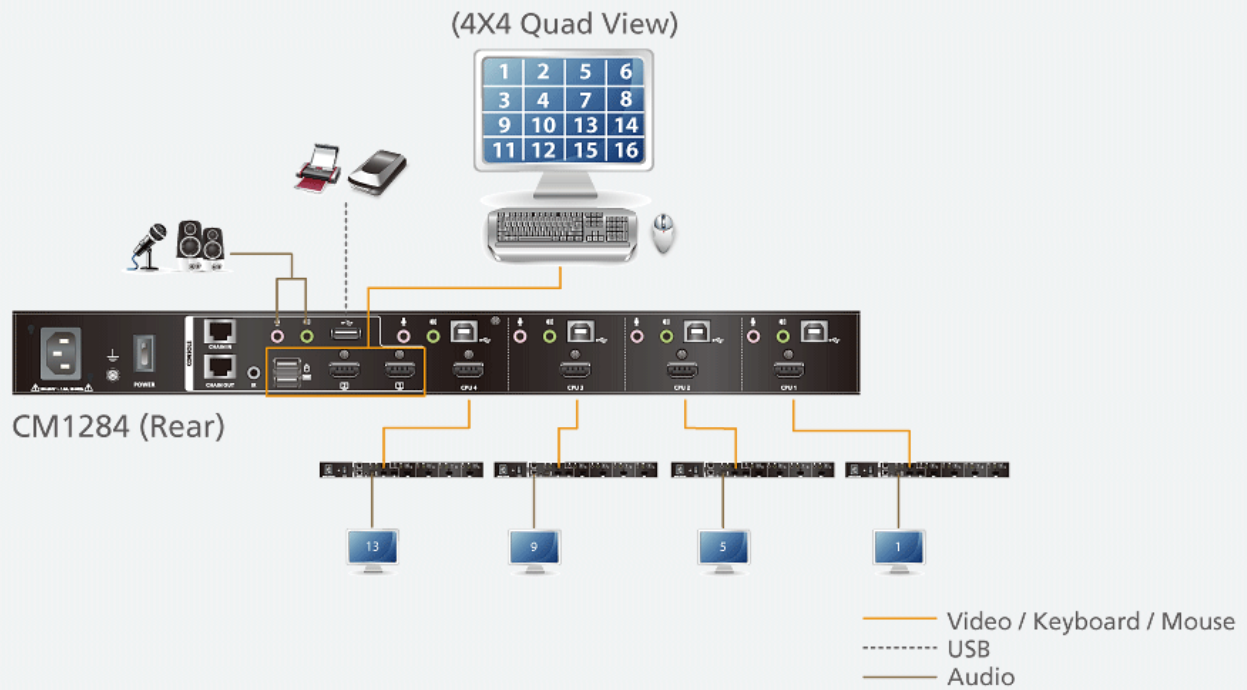 (4X4 Quad View)
1 2 5 6
3 4 7 8
9 10 13 14
11 12 15 16
CHAIN IN
CONSOLE
CHAIN OUT
POWER
CPU 4
CPU 3
CPU 2
CPU 1
CM1284 (Rear)
13
9
5
1
Video / Keyboard / Mouse
USB
Audio